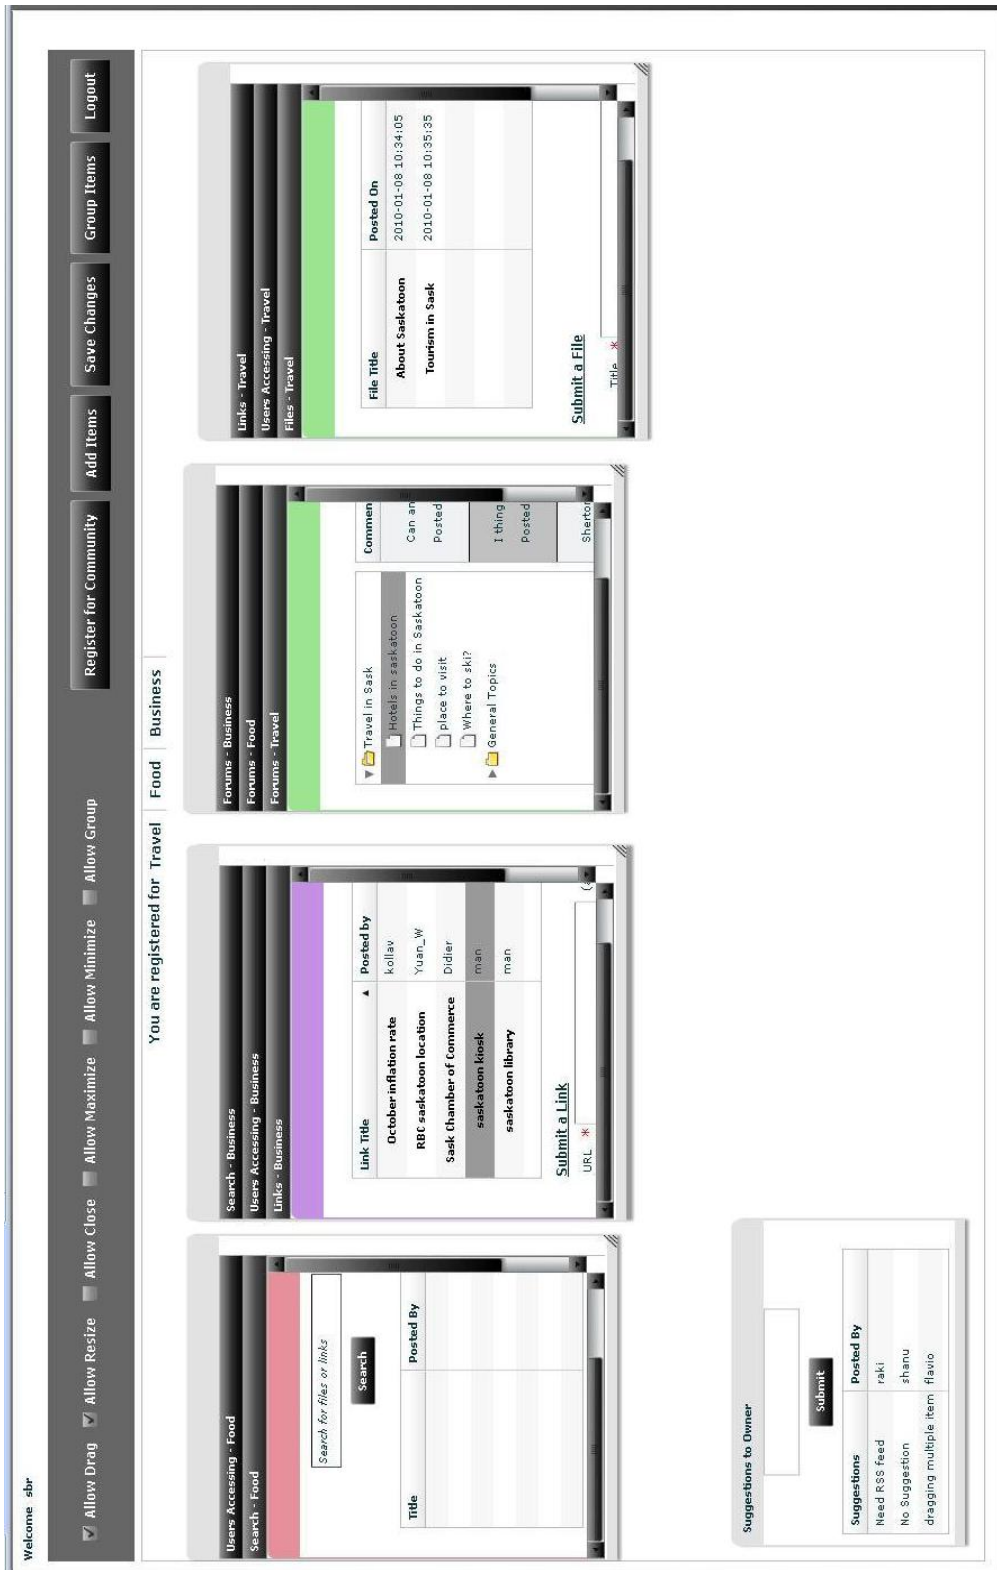 Welcome sbr
Allow Drag Allow Resize Allow Close Allow Maximize Allow Minimize Allow Group Register for Community Add Items Save Changes Group Items Logout
You are registered for Travel Food Business
Users Accessing - Food
Search - Food
Search for files or links
Search
Title Posted By
Search - Business
Users Accessing - Business
Links - Business
Link Title ▲ Posted by
October inflation rate kollav
RBC saskatoon location Yuan_W
Sask Chamber of Commerce Didier
saskatoon kiosk man
saskatoon library man
Submit a Link
URL *
Forums - Business
Forums - Food
Forums - Travel
Travel in Sask
Hotels in saskatoon
Things to do in Saskatoon
place to visit
Where to ski?
General Topics
Commen
Can an
Posted
I thing
Posted
Sherton
Links - Travel
Users Accessing - Travel
Files - Travel
File Title Posted On
About Saskatoon 2010-01-08 10:34:05
Tourism in Sask 2010-01-08 10:35:35
Submit a File
Title *
Suggestions to Owner
Submit
Suggestions Posted By
Need RSS feed raki
No Suggestion shanu
dragging multiple item flavio